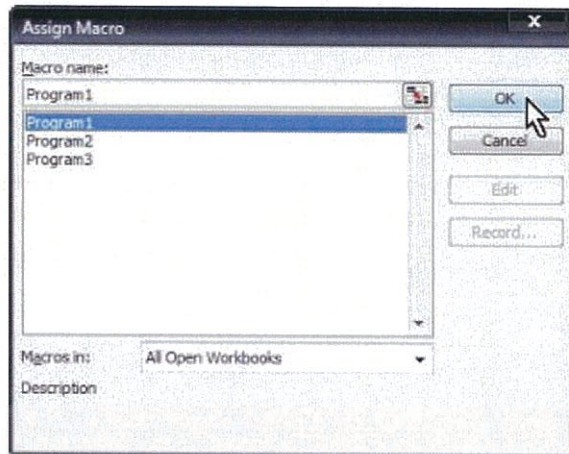 Assign Macro
x
Macro name:
Program1
Program1
Program2
Program3
OK
Cancel
Edit
Record...
Macros in: All Open Workbooks
Description